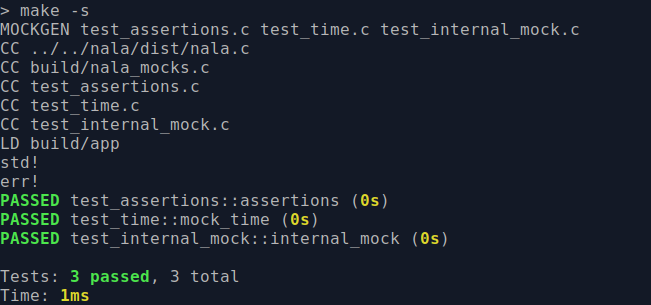 > make -s
MOCKGEN test_assertions.c test_time.c test_internal_mock.c
CC ../../nala/dist/nala.c
CC build/nala_mocks.c
CC test_assertions.c
CC test_time.c
CC test_internal_mock.c
LD build/app
std!
err!
PASSED test_assertions::assertions (0s)
PASSED test_time::mock_time (0s)
PASSED test_internal_mock::internal_mock (0s)
Tests: 3 passed, 3 total
Time: 1ms